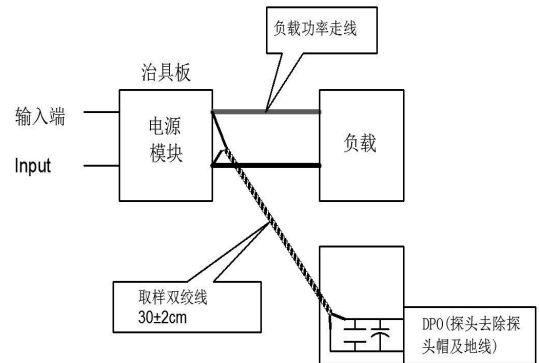 负载功率走线
治具板
输入端
Input
电源
模块
负载
取样双绞线
30±2cm
DPO(探头去除探
头帽及地线)